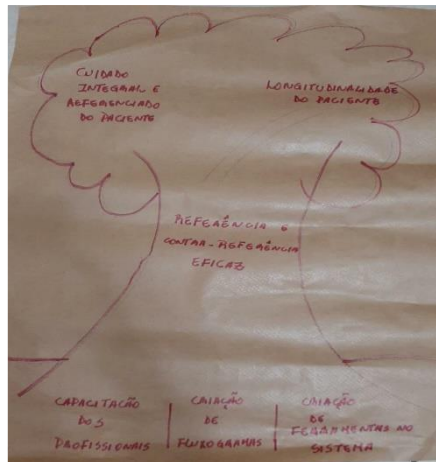 CUIDADO
INTEGRAL E
REFERENCIADO
DO PACIENTE
LONGITUDINALIDADE
DO PACIENTE
REFERÊNCIA E
CONTRA-REFERÊNCIA
EFICAZ
CAPACITAÇÃO
DOS
PROFISSIONAIS
CRIAÇÃO
DE
FLUXOGRAMAS
CRIAÇÃO
DE
FERRAMENTAS NO
SISTEMA